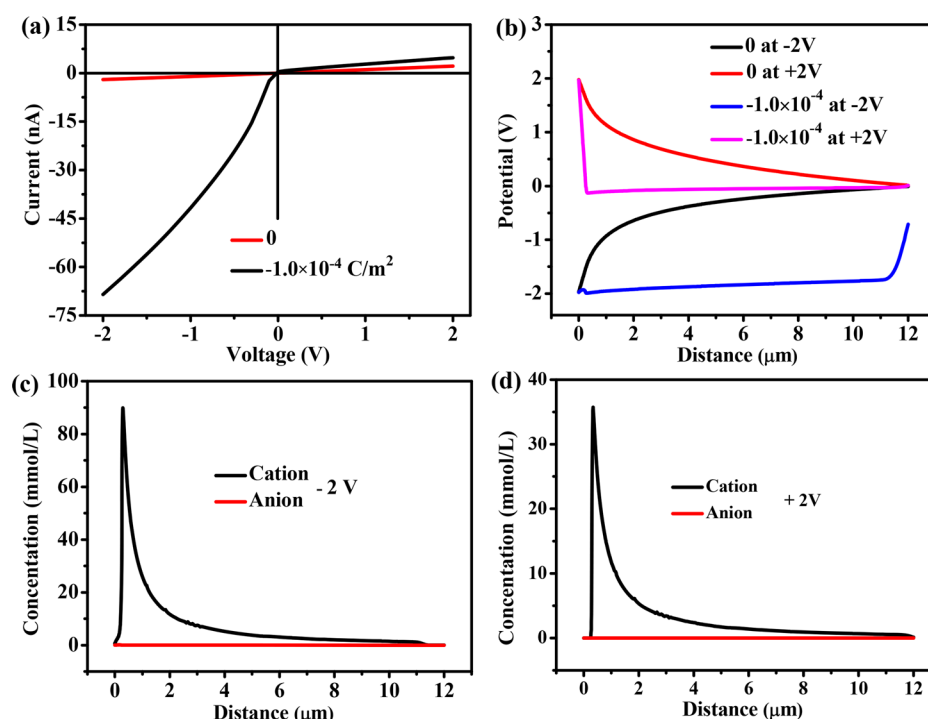 (a)
15
0
-15
-30
-45
-60
-75
Current (nA)
0
-1.0×10⁻⁴ C/m²
-2 -1 0 1 2
Voltage (V)
(b)
3
2
1
0
-1
-2
Potential (V)
0 at -2V
0 at +2V
-1.0×10⁻⁴ at -2V
-1.0×10⁻⁴ at +2V
0 2 4 6 8 10 12
Distance (μm)
(c)
100
80
60
40
20
0
Concentation (mmol/L)
Cation
Anion
- 2 V
0 2 4 6 8 10 12
Distance (μm)
(d)
40
30
20
10
0
Concentation (mmol/L)
Cation
Anion
+ 2V
0 2 4 6 8 10 12
Distance (μm)